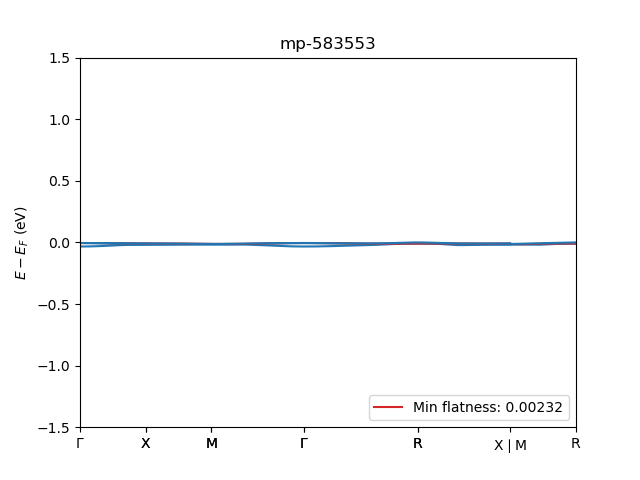 mp-583553
1.5
1.0
0.5
0.0
−0.5
−1.0
−1.5
E − E_F (eV)
Min flatness: 0.00232
Γ X M Γ R X | M R